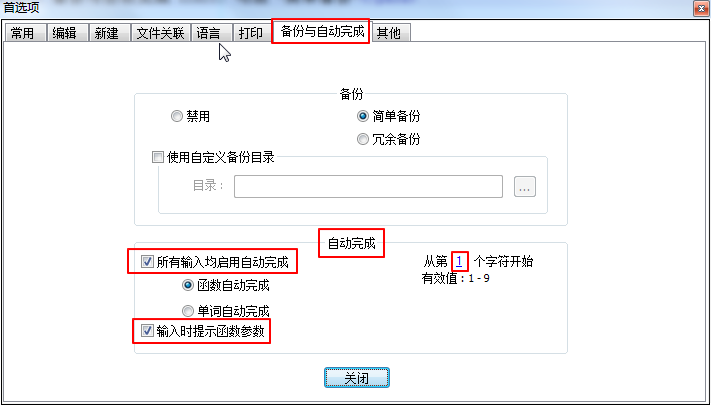 首选项
常用 编辑 新建 文件关联 语言 打印 备份与自动完成 其他
备份
禁用 简单备份
冗余备份
使用自定义备份目录
目录： ...
自动完成
所有输入均启用自动完成 从第 1 个字符开始
函数自动完成 有效值：1-9
单词自动完成
输入时提示函数参数
关闭